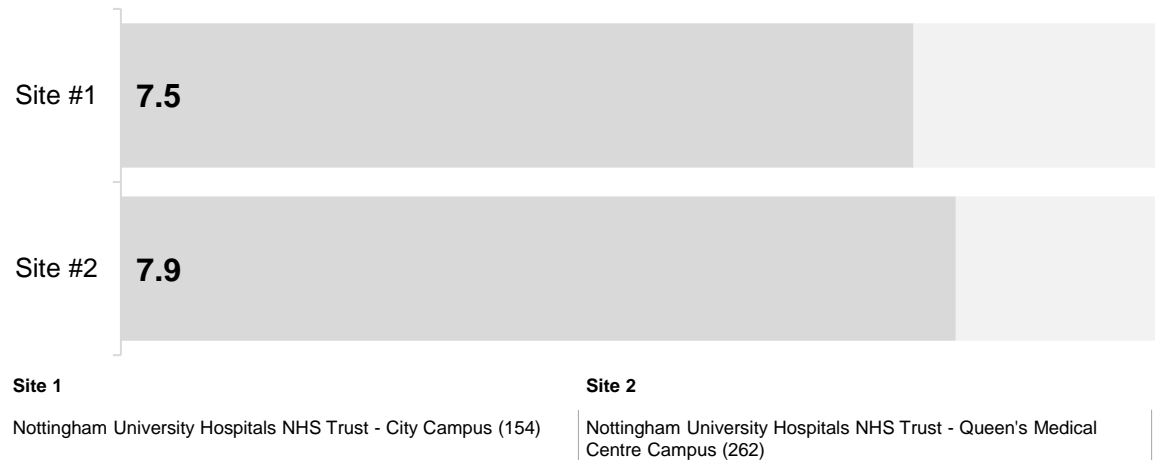 Site #1 7.5
Site #2 7.9
Site 1
Nottingham University Hospitals NHS Trust - City Campus (154)
Site 2
Nottingham University Hospitals NHS Trust - Queen's Medical
Centre Campus (262)